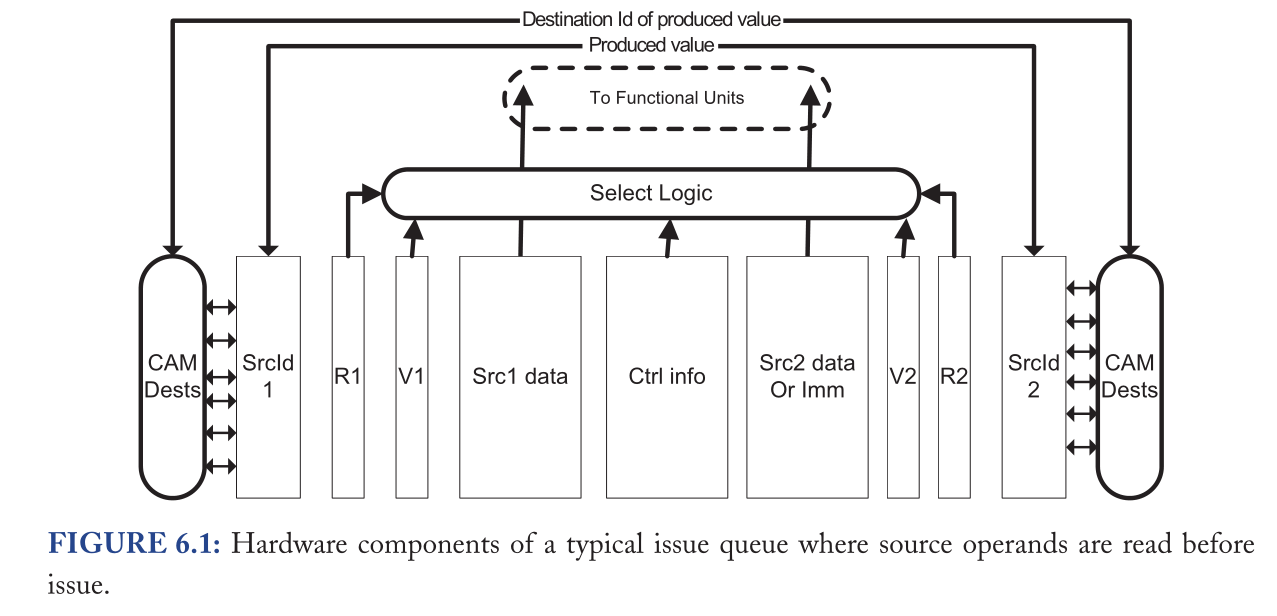 Destination Id of produced value
Produced value
To Functional Units
Select Logic
CAM
Dests
SrcId
1
R1
V1
Src1 data
Ctrl info
Src2 data
Or Imm
V2
R2
SrcId
2
CAM
Dests
FIGURE 6.1: Hardware components of a typical issue queue where source operands are read before
issue.